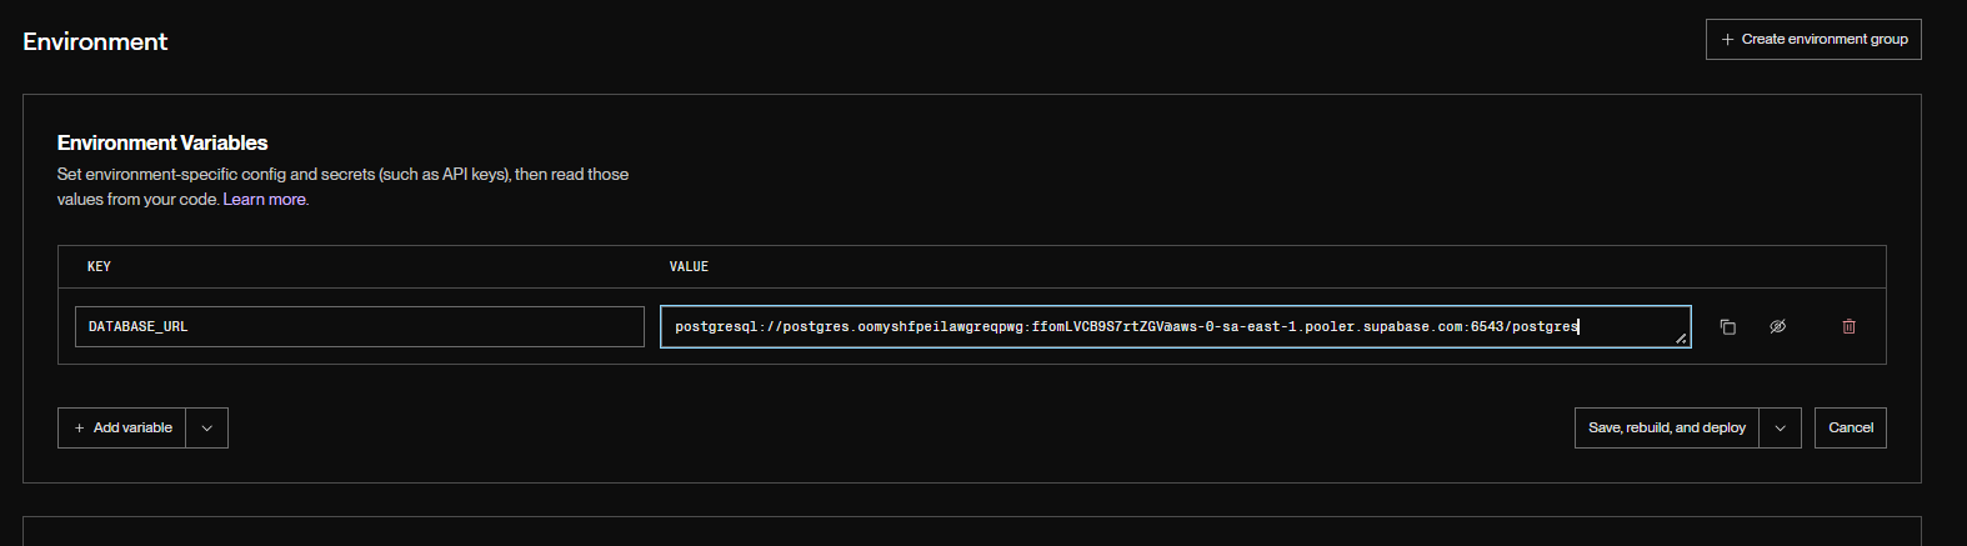 Environment
+ Create environment group
Environment Variables
Set environment-specific config and secrets (such as API keys), then read those
values from your code. Learn more.
KEY VALUE
DATABASE_URL postgresql://postgres.oomyshfpeilawgreqpwg:ffomLVCB9S7rtZGV@aws-0-sa-east-1.pooler.supabase.com:6543/postgres
+ Add variable Save, rebuild, and deploy Cancel